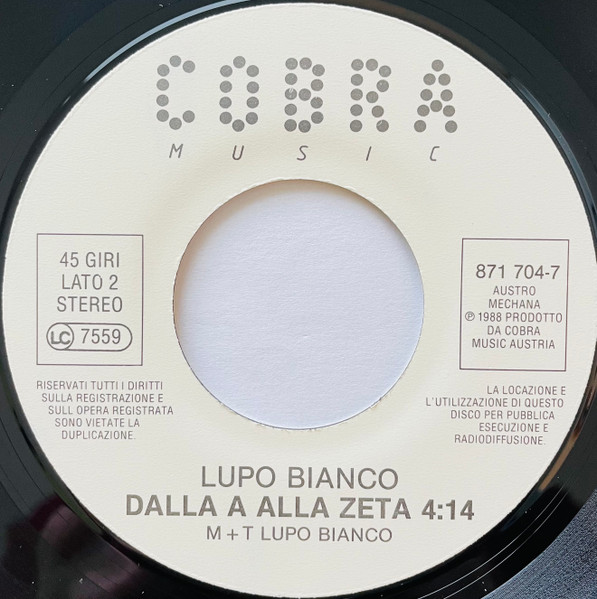 COBRA
MUSIC
45 GIRI
LATO 2
STEREO
LC 7559
871 704-7
AUSTRO
MECHANA
℗ 1988 PRODOTTO
DA COBRA
MUSIC AUSTRIA
RISERVATI TUTTI I DIRITTI
SULLA REGISTRAZIONE E
SULL OPERA REGISTRATA
SONO VIETATE LA
DUPLICAZIONE.
LA LOCAZIONE E
L'UTILIZZAZIONE DI QUESTO
DISCO PER PUBBLICA
ESECUZIONE E
RADIODIFFUSIONE.
LUPO BIANCO
DALLA A ALLA ZETA 4:14
M + T LUPO BIANCO